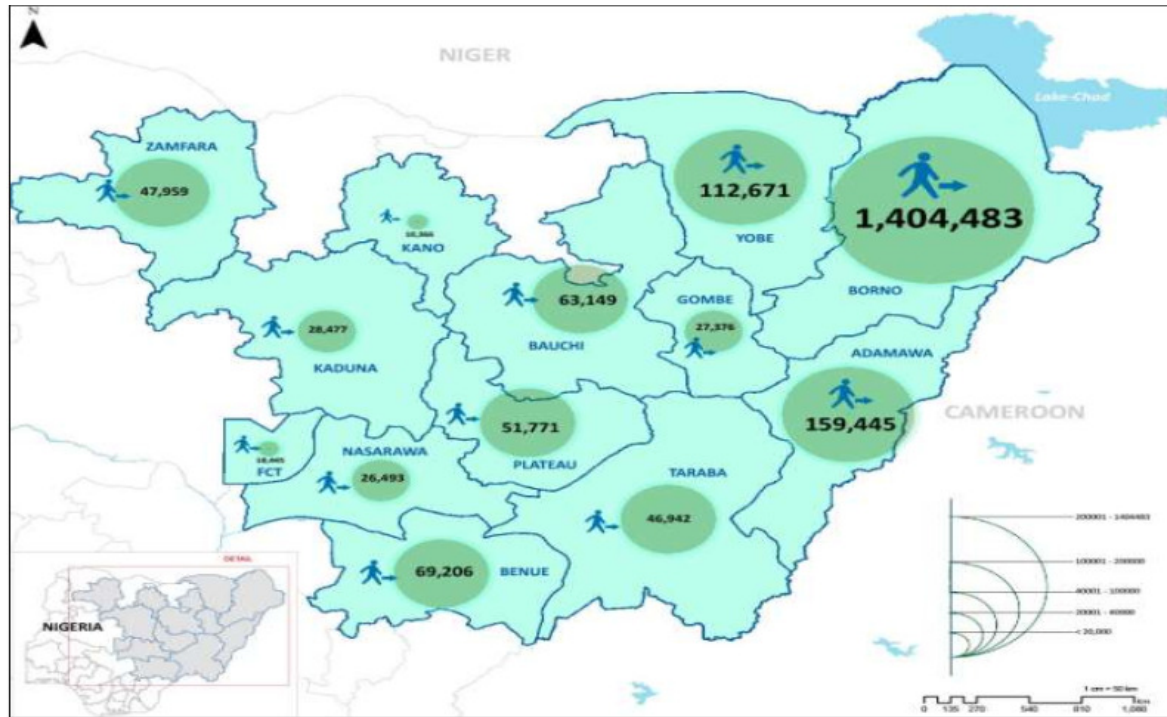 N
NIGER
Lake-Chad
ZAMFARA
47,959
112,671
YOBE
1,404,483
BORNO
KANO
63,149
BAUCHI
GOMBE
27,376
28,477
KADUNA
ADAMAWA
159,445
CAMEROON
51,771
PLATEAU
NASARAWA
26,493
FCT
TARABA
46,942
69,206
BENUE
200001 - 1404483
100001 - 200000
40001 - 100000
20001 - 40000
< 20,000
DETAIL
NIGERIA
1 cm = 50 km
Km
0 135 270 540 810 1,080